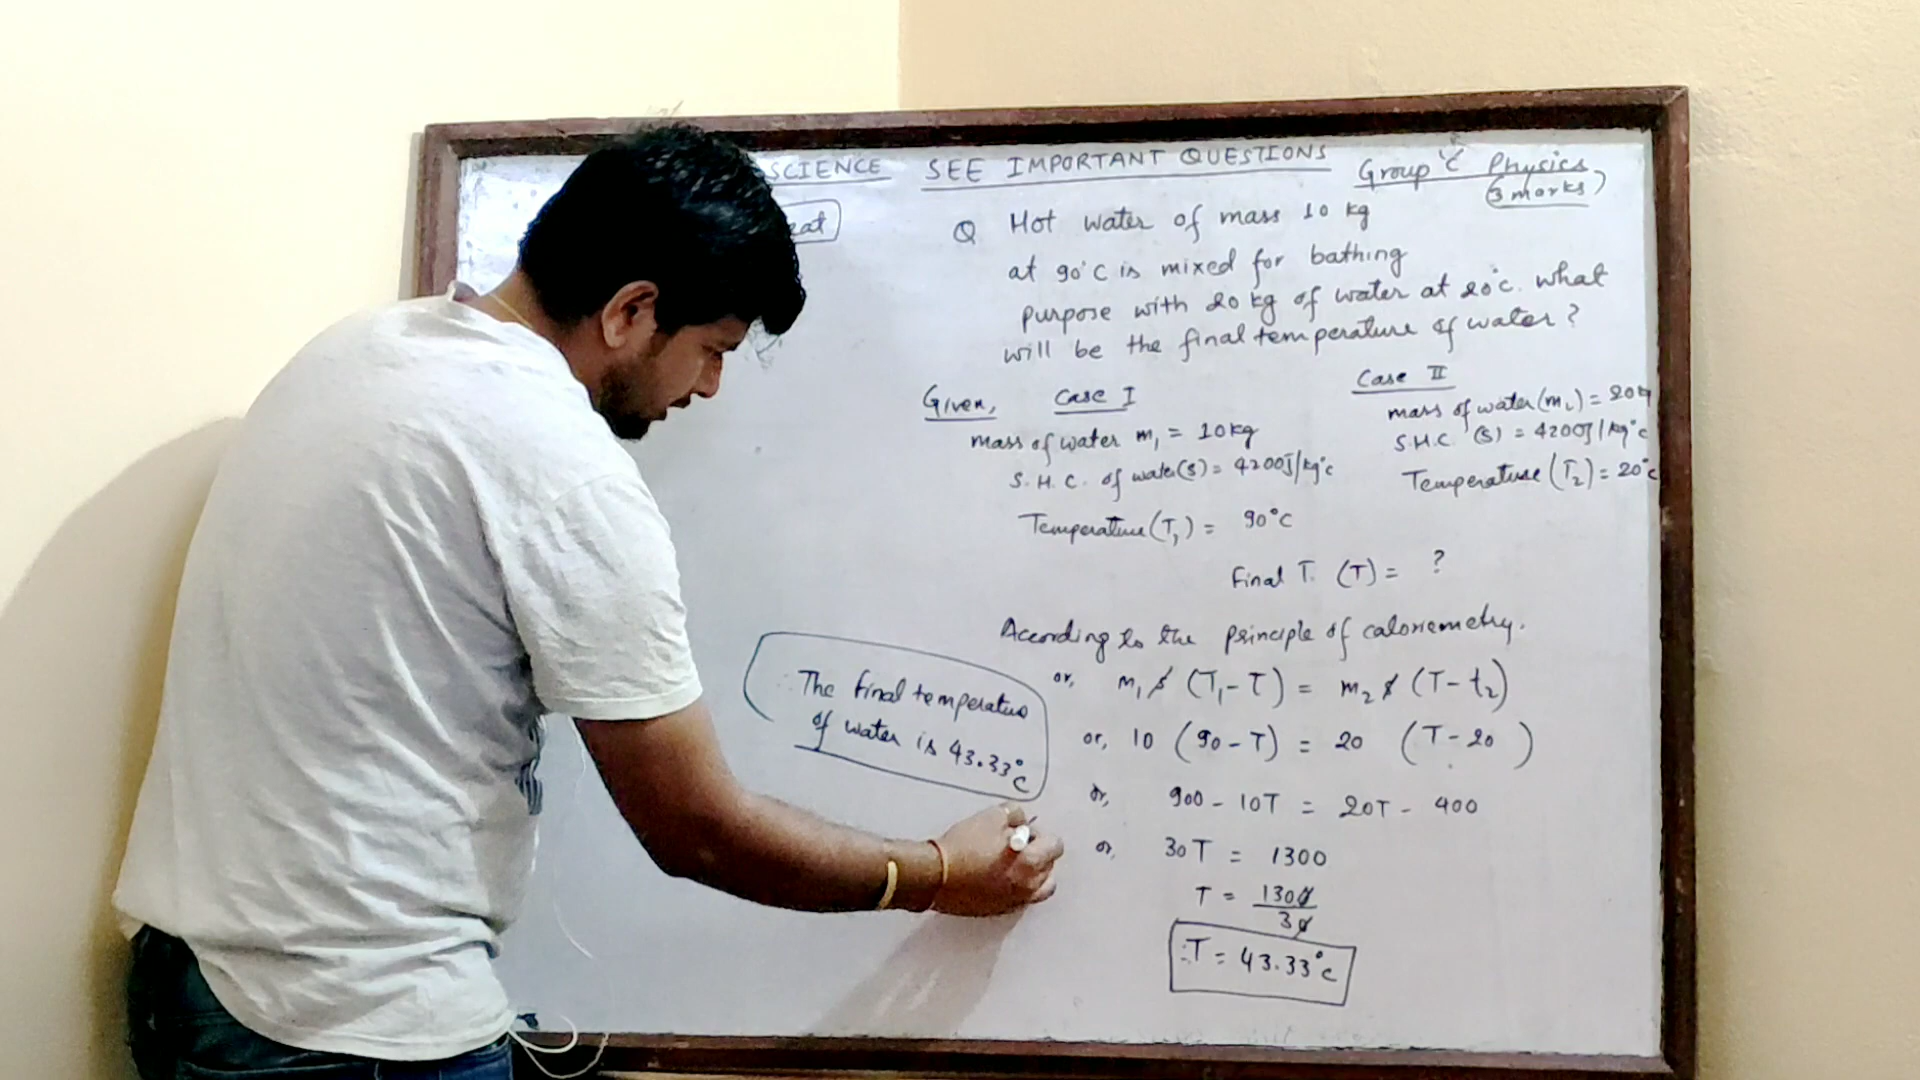 SCIENCE SEE IMPORTANT QUESTIONS Group 'C' Physics
(3 marks)
eat
Q Hot water of mass 10 kg
at 90°C is mixed for bathing
purpose with 20 kg of water at 20°C. what
will be the final temperature of water?
Given, Case I
mass of water m₁ = 10kg
S.H.C. of water(s) = 4200J/kg°c
Temperature(T₁) = 90°C
Case II
mass of water(m₂) = 20kg
S.H.C (s) = 4200J/kg°c
Temperature (T₂) = 20°c
Final T. (T) = ?
According to the principle of caloriemetry.
or, m₁s (T₁-T) = m₂s (T-t₂)
or, 10 (90-T) = 20 (T-20)
or, 900 - 10T = 20T - 400
or, 30T = 1300
T = 1300/30
∴T = 43.33°c
∴ The final temperature
of water is 43.33°c